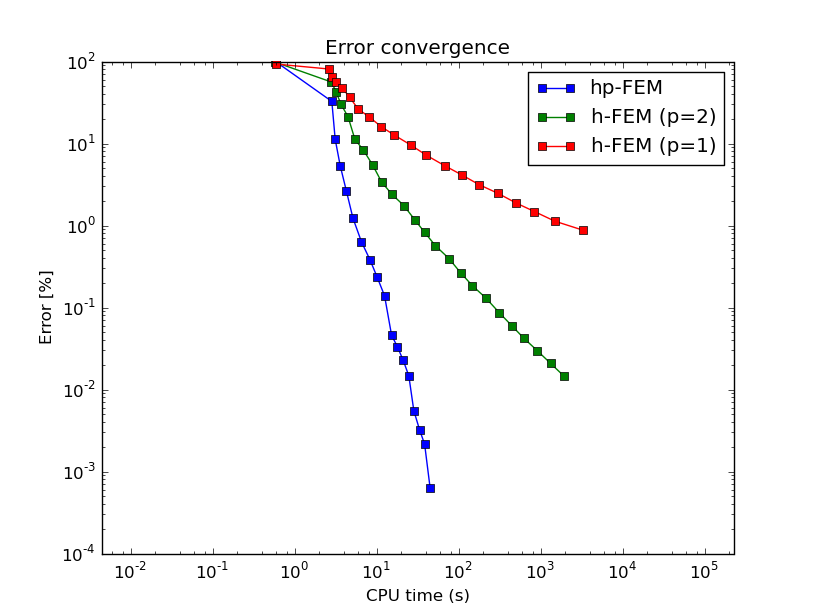 Error convergence
10^2
10^1
10^0
10^-1
10^-2
10^-3
10^-4
Error [%]
hp-FEM
h-FEM (p=2)
h-FEM (p=1)
10^-2 10^-1 10^0 10^1 10^2 10^3 10^4 10^5
CPU time (s)